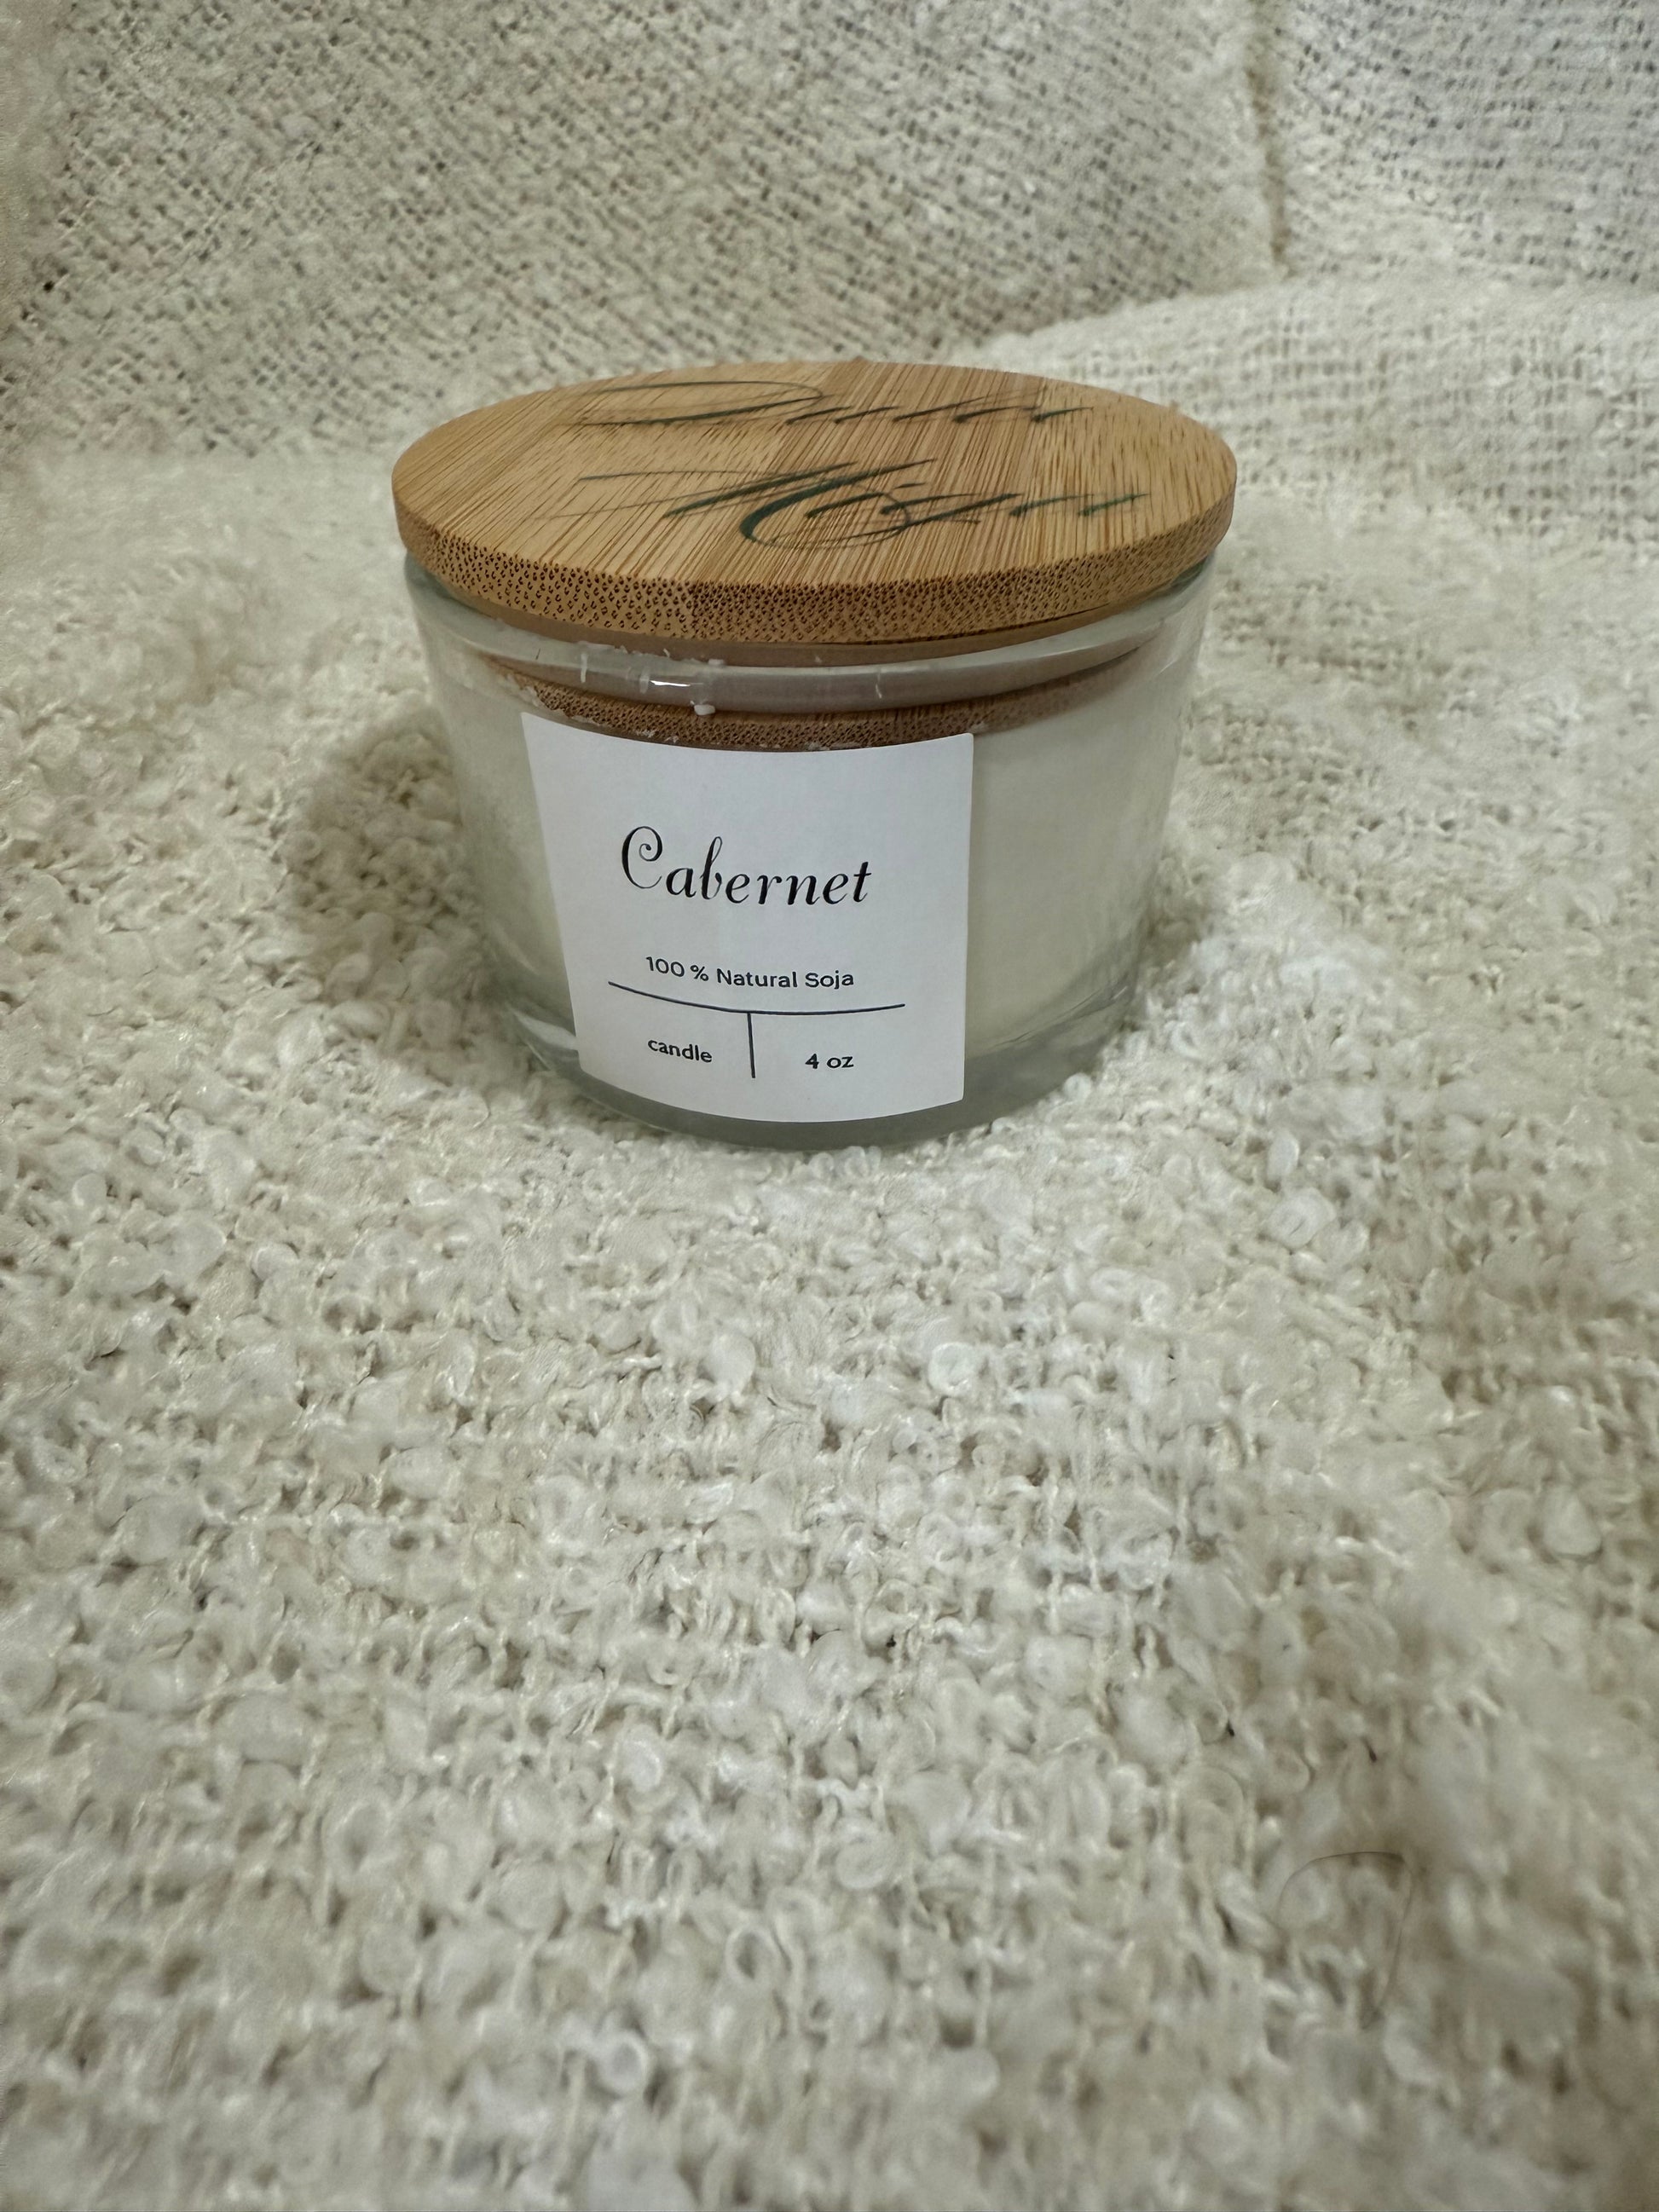 Cabernet
100 % Natural Soja
candle
4 oz